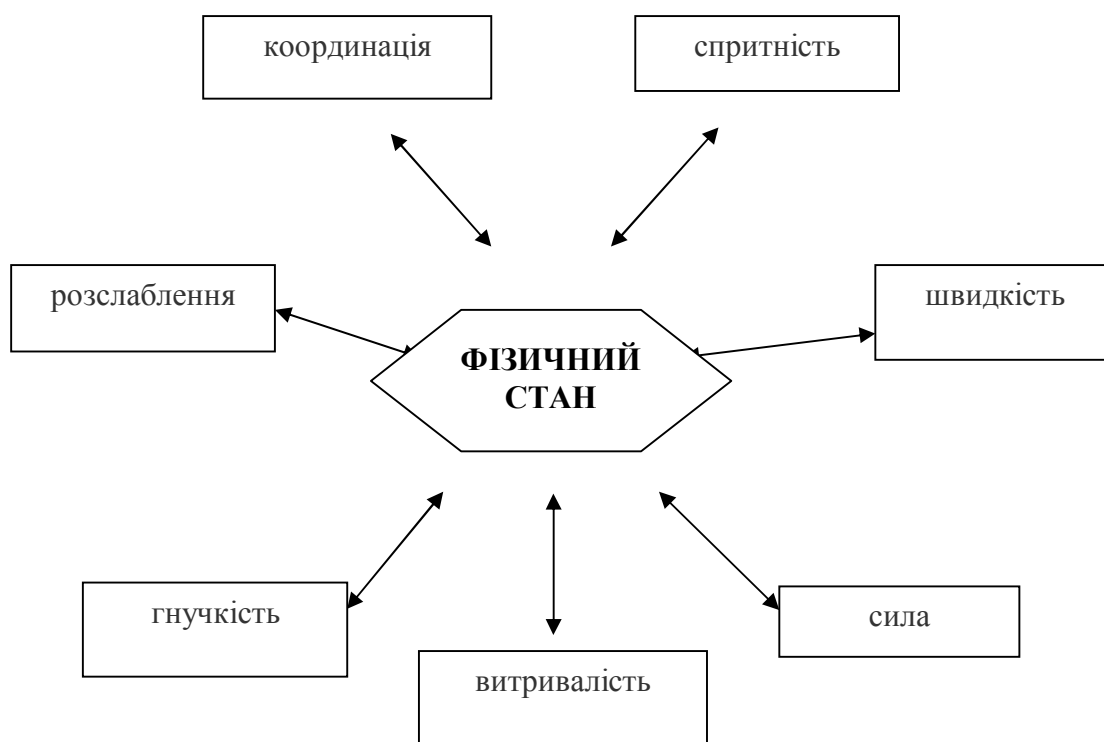 координація
спритність
розслаблення
швидкість
ФІЗИЧНИЙ
СТАН
гнучкість
сила
витривалість